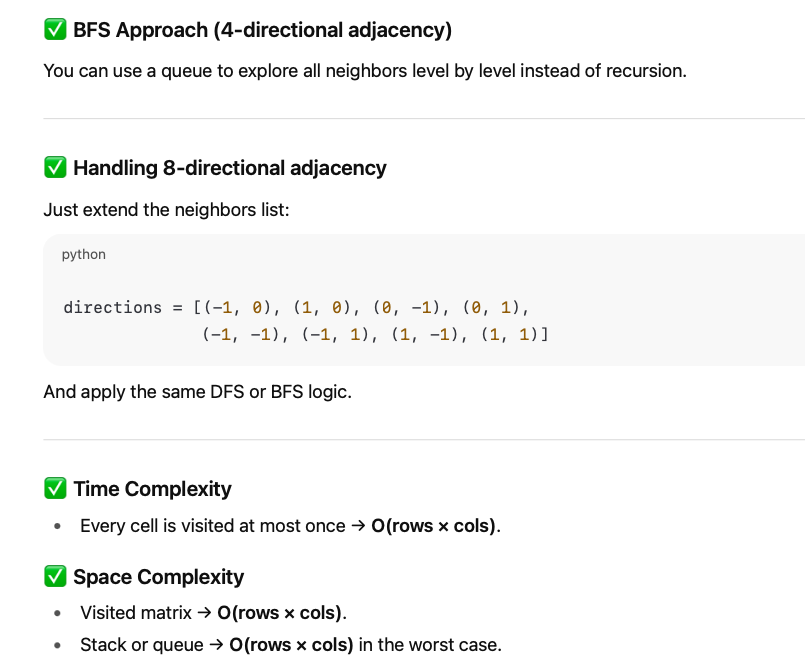 ✅ BFS Approach (4-directional adjacency)
You can use a queue to explore all neighbors level by level instead of recursion.
✅ Handling 8-directional adjacency
Just extend the neighbors list:
python
directions = [(-1, 0), (1, 0), (0, -1), (0, 1),
              (-1, -1), (-1, 1), (1, -1), (1, 1)]
And apply the same DFS or BFS logic.
✅ Time Complexity
• Every cell is visited at most once → O(rows × cols).
✅ Space Complexity
• Visited matrix → O(rows × cols).
• Stack or queue → O(rows × cols) in the worst case.